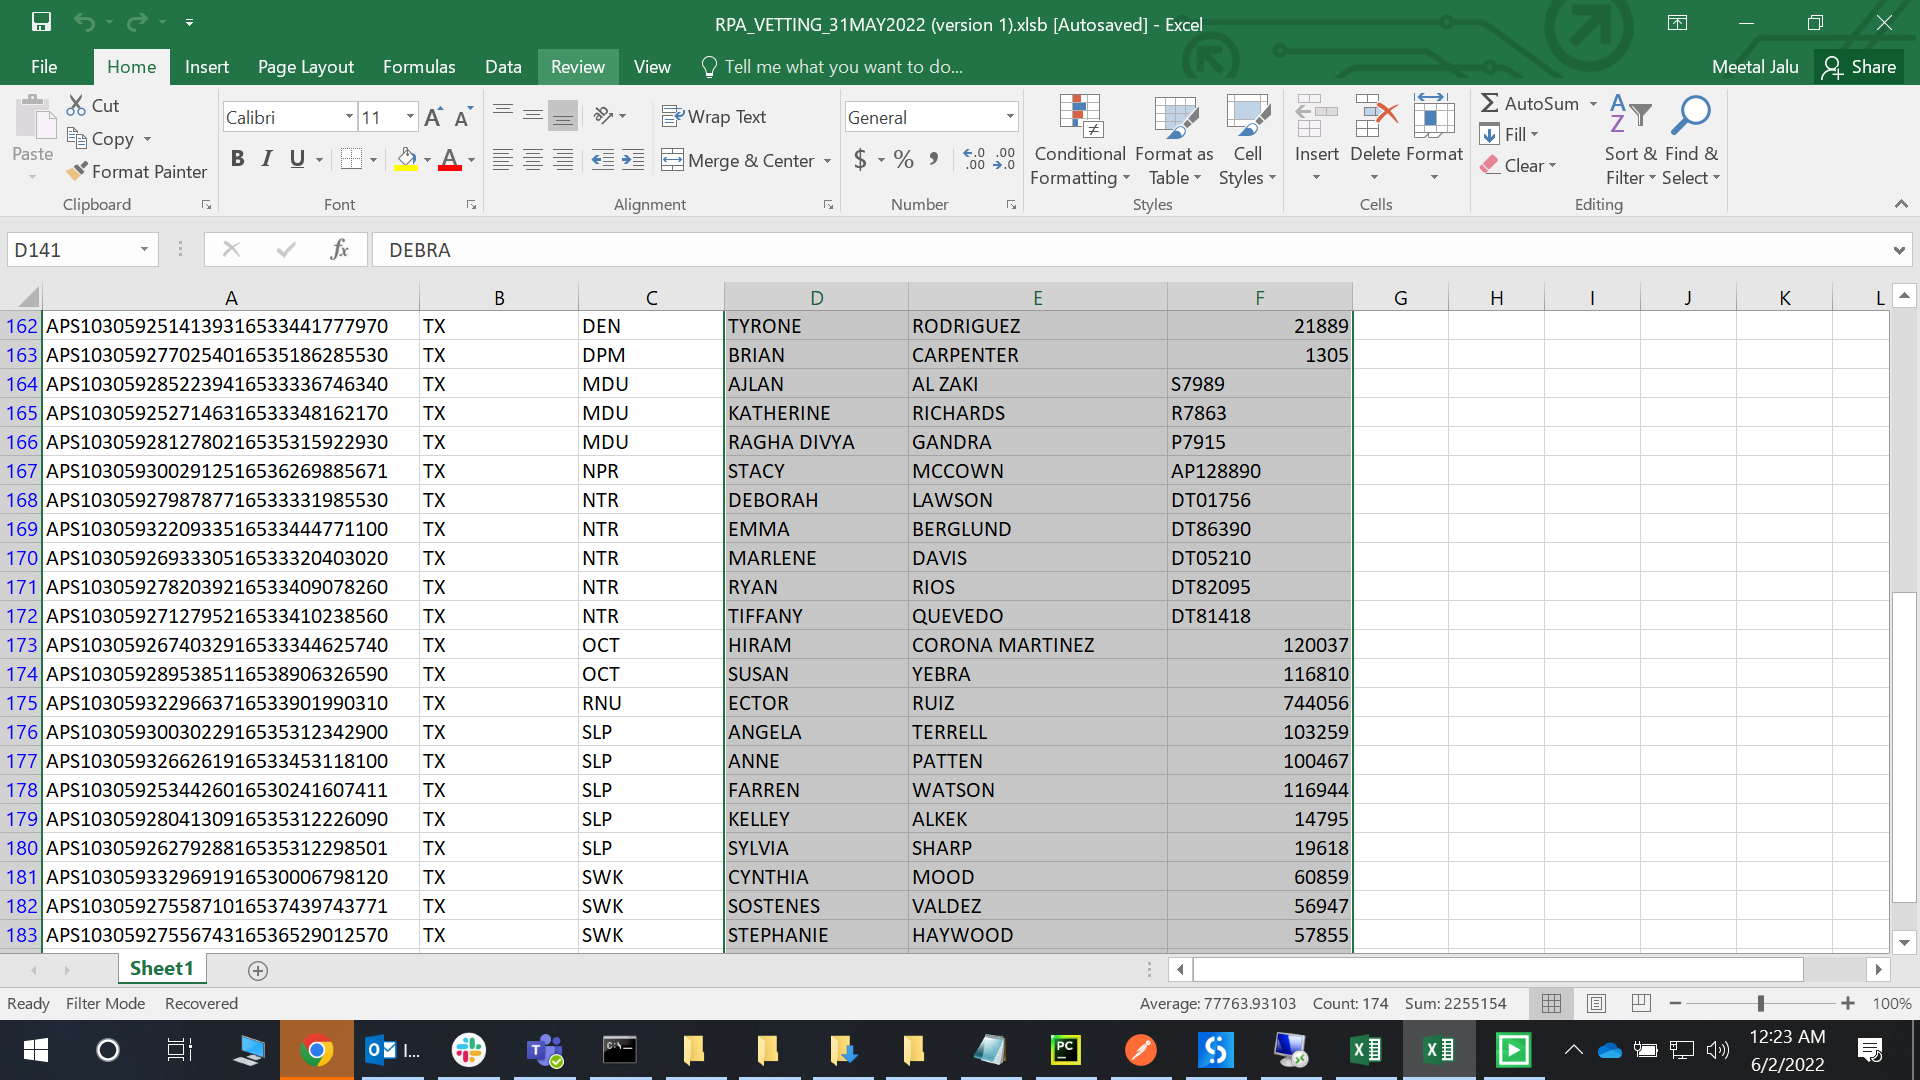 RPA_VETTING_31MAY2022 (version 1).xlsb [Autosaved] - Excel
File Home Insert Page Layout Formulas Data Review View Tell me what you want to do... Meetal Jalu Share
Paste Cut Copy Format Painter Clipboard
Calibri 11 B I U A Font
Wrap Text Merge & Center Alignment
General $ % Number
Conditional Formatting Format as Table Cell Styles Styles
Insert Delete Format Cells
AutoSum Fill Clear Sort & Filter Find & Select Editing
D141 fx DEBRA
A B C D E F G H I J K L
162 APS10305925141393165334417779​70 TX DEN TYRONE RODRIGUEZ 21889
163 APS1030592770254016535186285530 TX DPM BRIAN CARPENTER 1305
164 APS1030592852239416533336746340 TX MDU AJLAN AL ZAKI S7989
165 APS1030592527146316533348162170 TX MDU KATHERINE RICHARDS R7863
166 APS1030592812780216535315922930 TX MDU RAGHA DIVYA GANDRA P7915
167 APS1030593002912516536269885671 TX NPR STACY MCCOWN AP128890
168 APS1030592798787716533331985530 TX NTR DEBORAH LAWSON DT01756
169 APS1030593220933516533444771100 TX NTR EMMA BERGLUND DT86390
170 APS1030592693330516533320403020 TX NTR MARLENE DAVIS DT05210
171 APS1030592782039216533409078260 TX NTR RYAN RIOS DT82095
172 APS1030592712795216533410238560 TX NTR TIFFANY QUEVEDO DT81418
173 APS1030592674032916533344625740 TX OCT HIRAM CORONA MARTINEZ 120037
174 APS1030592895385116538906326590 TX OCT SUSAN YEBRA 116810
175 APS1030593229663716533901990310 TX RNU ECTOR RUIZ 744056
176 APS1030593003022916535312342900 TX SLP ANGELA TERRELL 103259
177 APS1030593266261916533453118100 TX SLP ANNE PATTEN 100467
178 APS1030592534426016530241607411 TX SLP FARREN WATSON 116944
179 APS1030592804130916535312226090 TX SLP KELLEY ALKEK 14795
180 APS1030592627928816535312298501 TX SLP SYLVIA SHARP 19618
181 APS1030593329691916530006798120 TX SWK CYNTHIA MOOD 60859
182 APS1030592755871016537439743771 TX SWK SOSTENES VALDEZ 56947
183 APS1030592755674316536529012570 TX SWK STEPHANIE HAYWOOD 57855
Sheet1
Ready Filter Mode Recovered Average: 77763.93103 Count: 174 Sum: 2255154 100%
I... PC 12:23 AM
6/2/2022